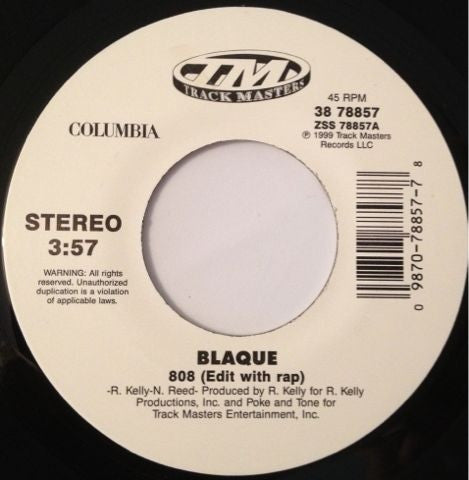 TM
TRACK MASTERS
COLUMBIA
45 RPM
38 78857
ZSS 78857A
℗ 1999 Track Masters
Records LLC
STEREO
3:57
WARNING: All rights
reserved. Unauthorized
duplication is a violation
of applicable laws.
0 9870-78857-7 8
BLAQUE
808 (Edit with rap)
-R. Kelly-N. Reed- Produced by R. Kelly for R. Kelly
Productions, Inc. and Poke and Tone for
Track Masters Entertainment, Inc.